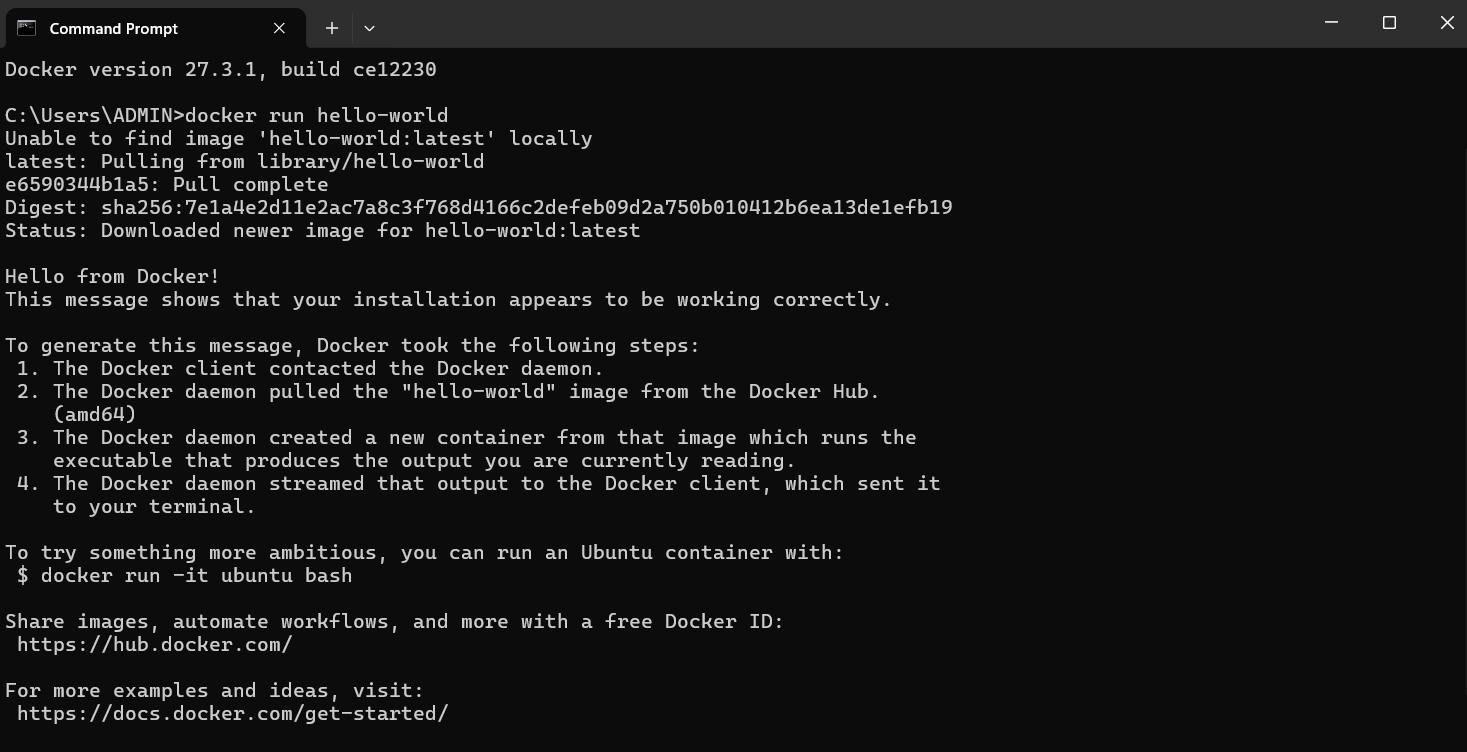 Command Prompt
Docker version 27.3.1, build ce12230
C:\Users\ADMIN>docker run hello-world
Unable to find image 'hello-world:latest' locally
latest: Pulling from library/hello-world
e6590344b1a5: Pull complete
Digest: sha256:7e1a4e2d11e2ac7a8c3f768d4166c2defeb09d2a750b010412b6ea13de1efb19
Status: Downloaded newer image for hello-world:latest
Hello from Docker!
This message shows that your installation appears to be working correctly.
To generate this message, Docker took the following steps:
1. The Docker client contacted the Docker daemon.
2. The Docker daemon pulled the "hello-world" image from the Docker Hub.
(amd64)
3. The Docker daemon created a new container from that image which runs the
executable that produces the output you are currently reading.
4. The Docker daemon streamed that output to the Docker client, which sent it
to your terminal.
To try something more ambitious, you can run an Ubuntu container with:
$ docker run -it ubuntu bash
Share images, automate workflows, and more with a free Docker ID:
https://hub.docker.com/
For more examples and ideas, visit:
https://docs.docker.com/get-started/